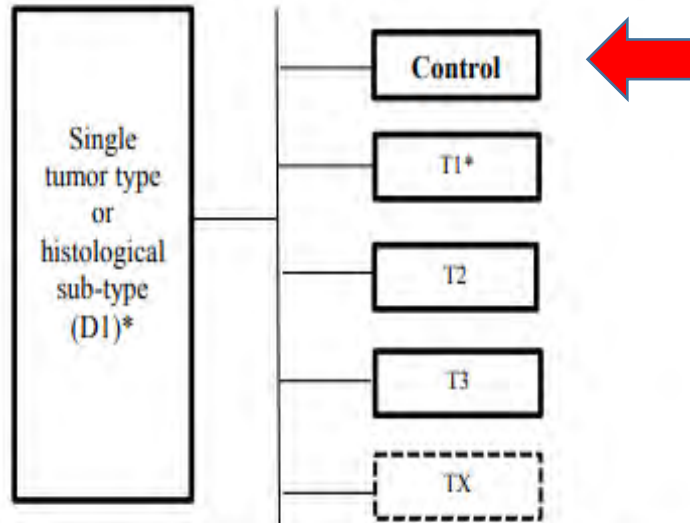 Single
tumor type
or
histological
sub-type
(D1)*
Control
T1*
T2
T3
TX